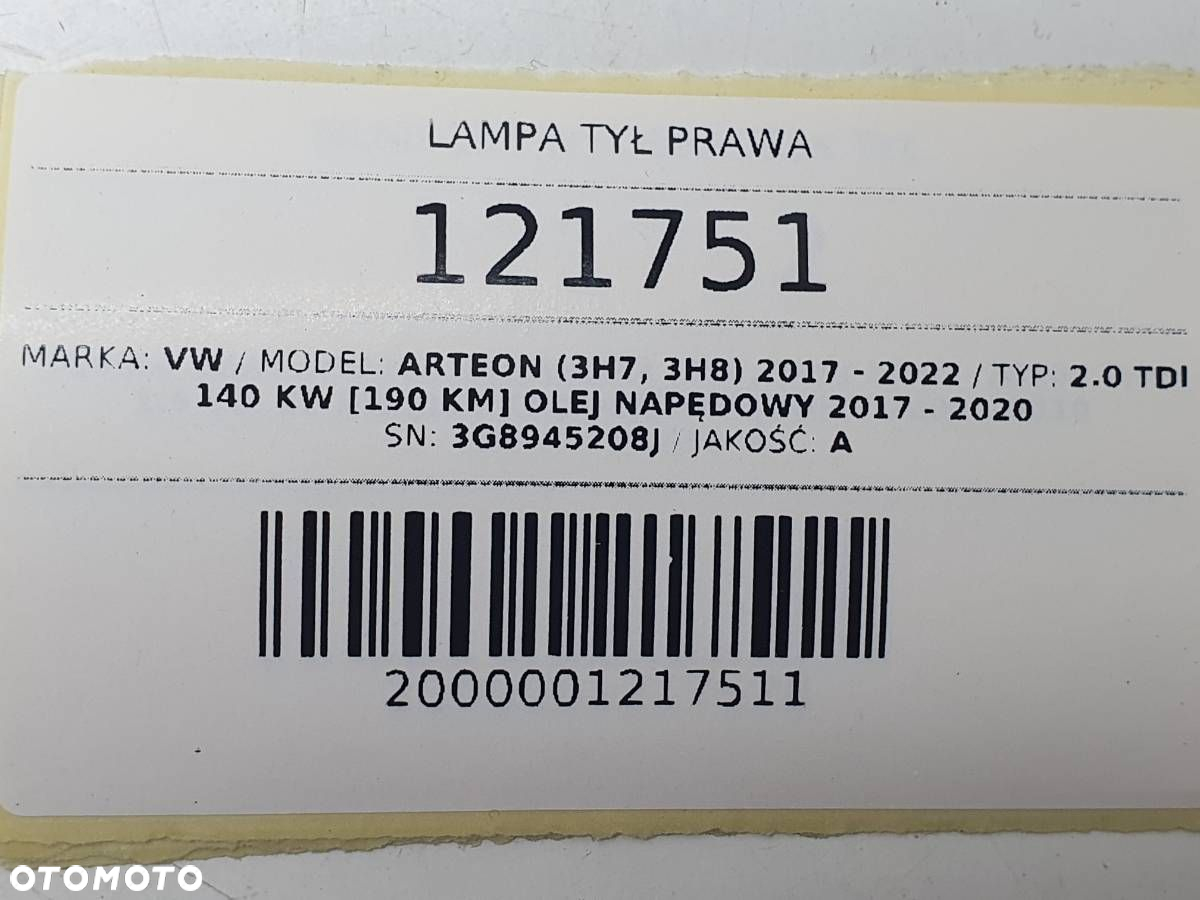 LAMPA TYŁ PRAWA
121751
MARKA: VW / MODEL: ARTEON (3H7, 3H8) 2017 - 2022 / TYP: 2.0 TDI
140 KW [190 KM] OLEJ NAPĘDOWY 2017 - 2020
SN: 3G8945208J / JAKOŚĆ: A
2000001217511
OTOMOTO